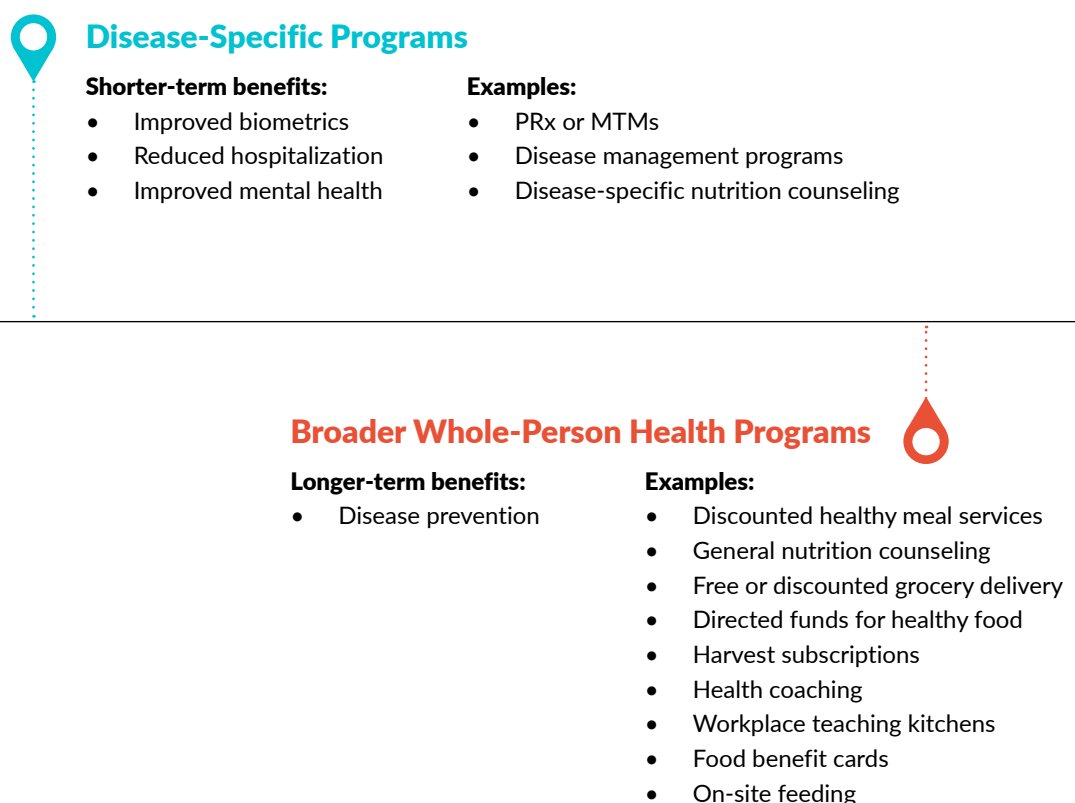 Disease-Specific Programs
Shorter-term benefits:
• Improved biometrics
• Reduced hospitalization
• Improved mental health
Examples:
• PRx or MTMs
• Disease management programs
• Disease-specific nutrition counseling
Broader Whole-Person Health Programs
Longer-term benefits:
• Disease prevention
Examples:
• Discounted healthy meal services
• General nutrition counseling
• Free or discounted grocery delivery
• Directed funds for healthy food
• Harvest subscriptions
• Health coaching
• Workplace teaching kitchens
• Food benefit cards
• On-site feeding